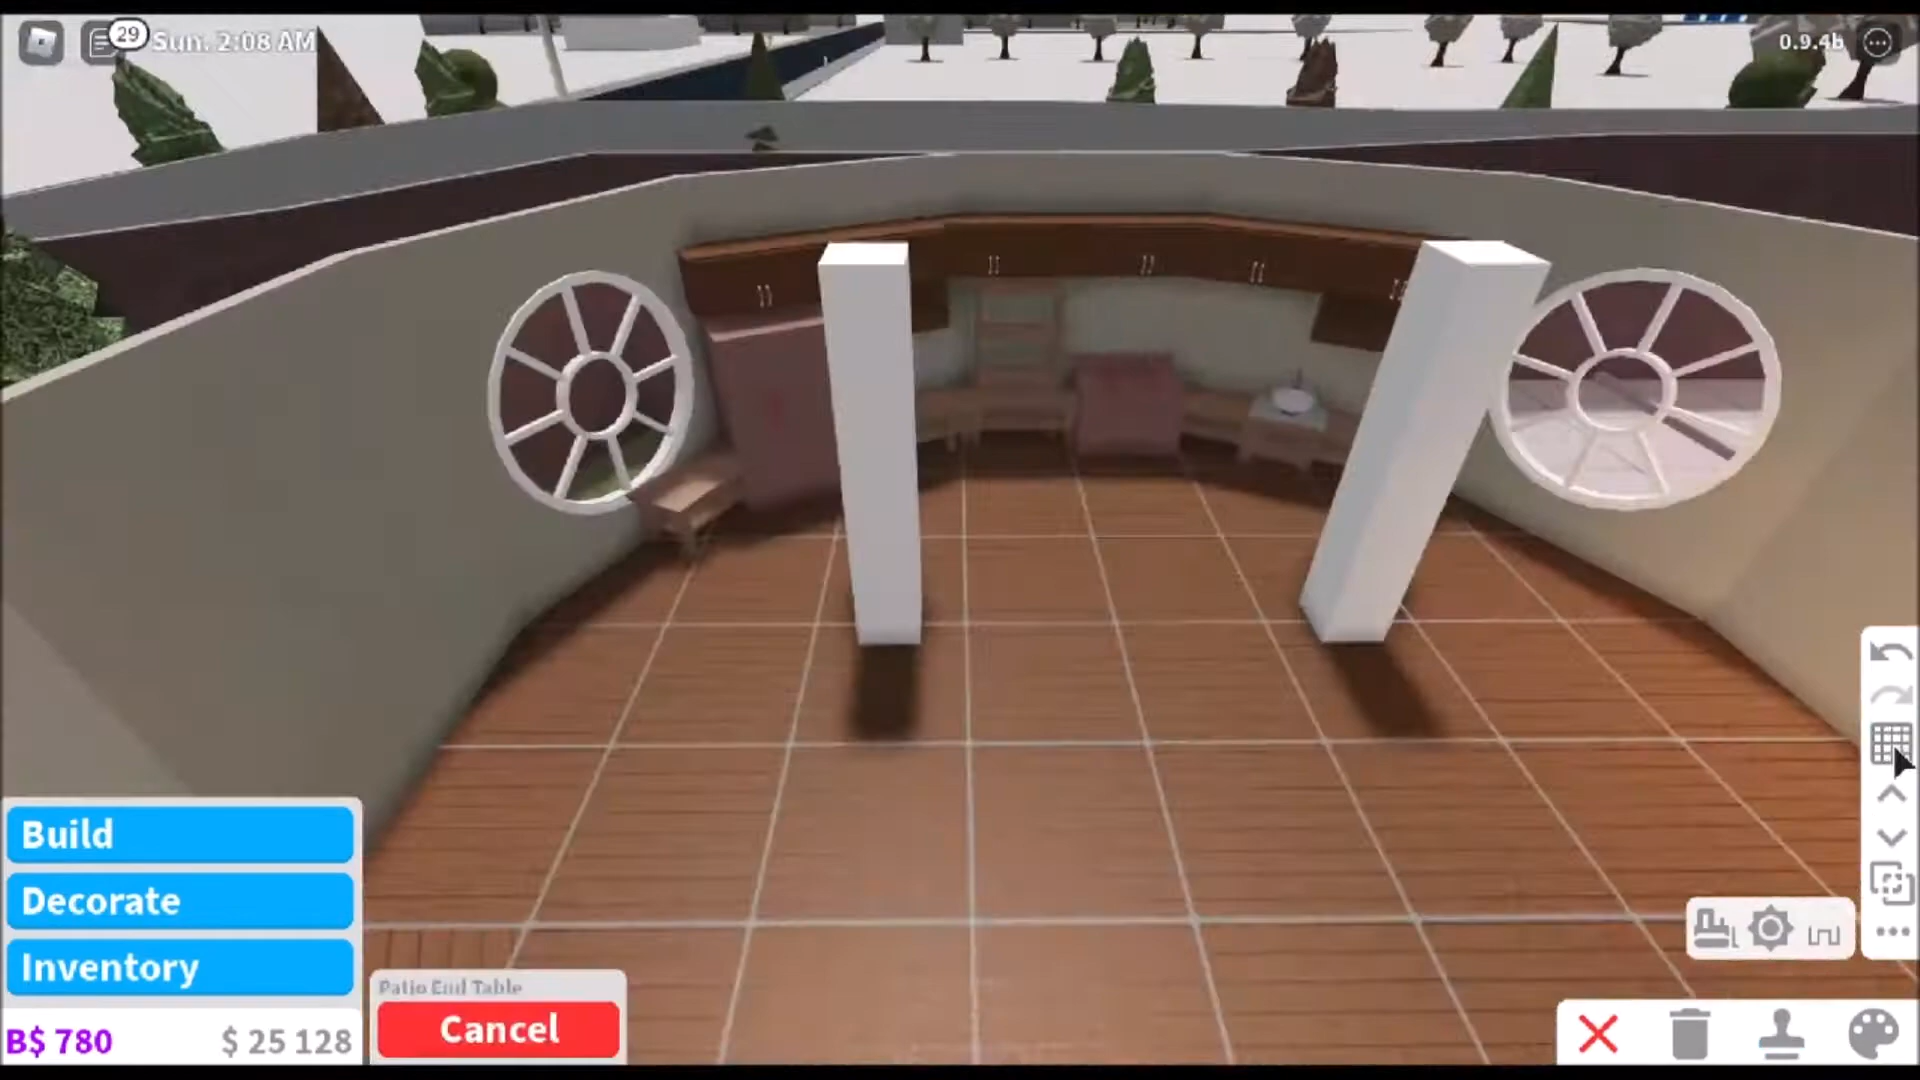 29
Sun. 2:08 AM
0.9.4b
Build
Decorate
Inventory
B$ 780
$ 25 128
Patio End Table
Cancel